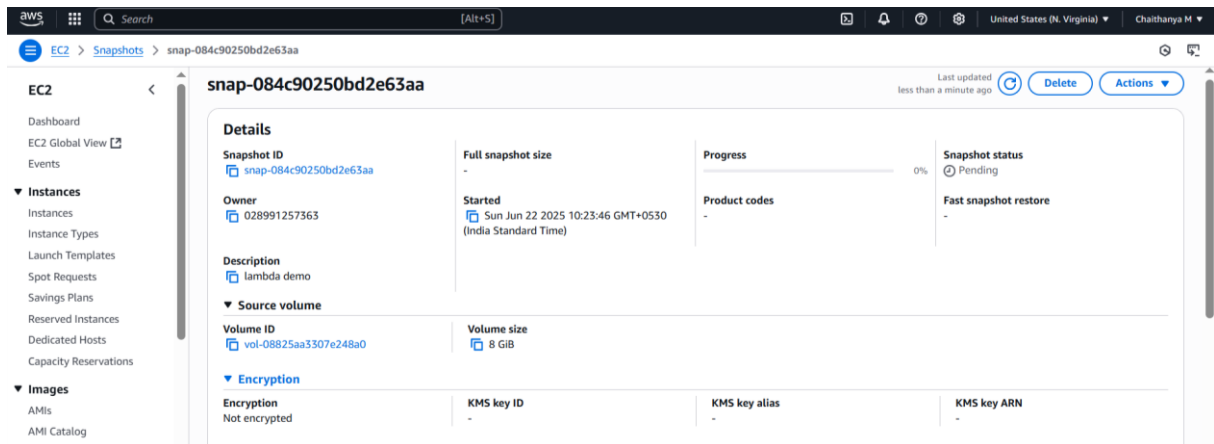 aws
Search
[Alt+S]
United States (N. Virginia)
Chaithanya M
EC2 > Snapshots > snap-084c90250bd2e63aa
EC2
Dashboard
EC2 Global View
Events
Instances
Instances
Instance Types
Launch Templates
Spot Requests
Savings Plans
Reserved Instances
Dedicated Hosts
Capacity Reservations
Images
AMIs
AMI Catalog
snap-084c90250bd2e63aa
Last updated
less than a minute ago
Delete
Actions
Details
Snapshot ID
snap-084c90250bd2e63aa
Full snapshot size
-
Progress
0%
Snapshot status
Pending
Owner
028991257363
Started
Sun Jun 22 2025 10:23:46 GMT+0530
(India Standard Time)
Product codes
-
Fast snapshot restore
-
Description
lambda demo
Source volume
Volume ID
vol-08825aa3307e248a0
Volume size
8 GiB
Encryption
Encryption
Not encrypted
KMS key ID
-
KMS key alias
-
KMS key ARN
-